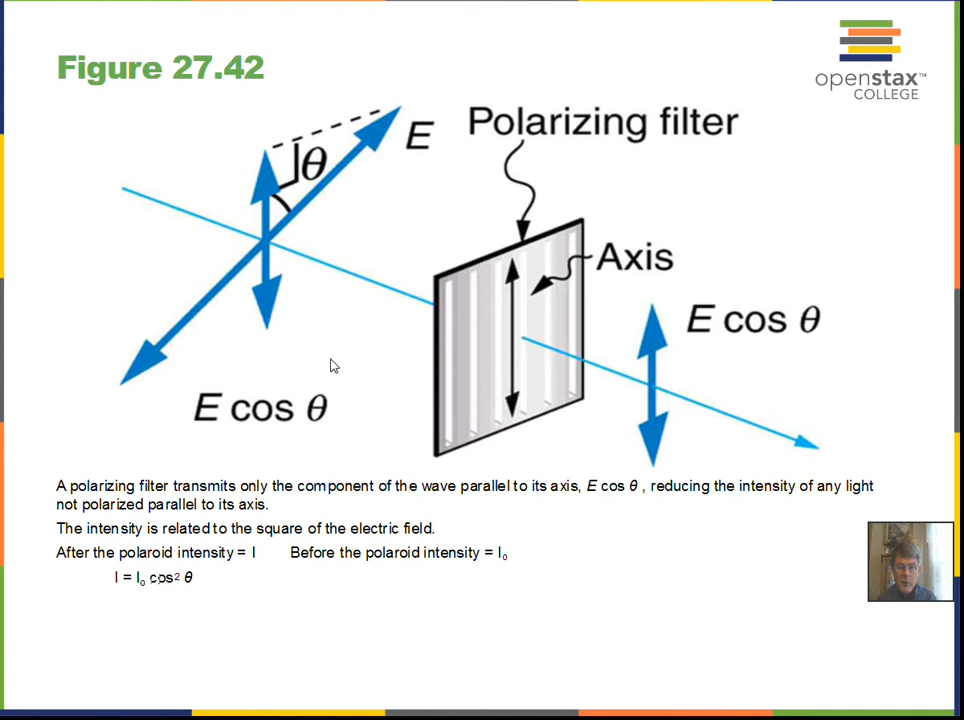 Figure 27.42
openstax™
COLLEGE
θ
E
Polarizing filter
Axis
E cos θ
E cos θ
A polarizing filter transmits only the component of the wave parallel to its axis, E cos θ , reducing the intensity of any light
not polarized parallel to its axis.
The intensity is related to the square of the electric field.
After the polaroid intensity = I Before the polaroid intensity = I₀
I = I₀ cos² θ